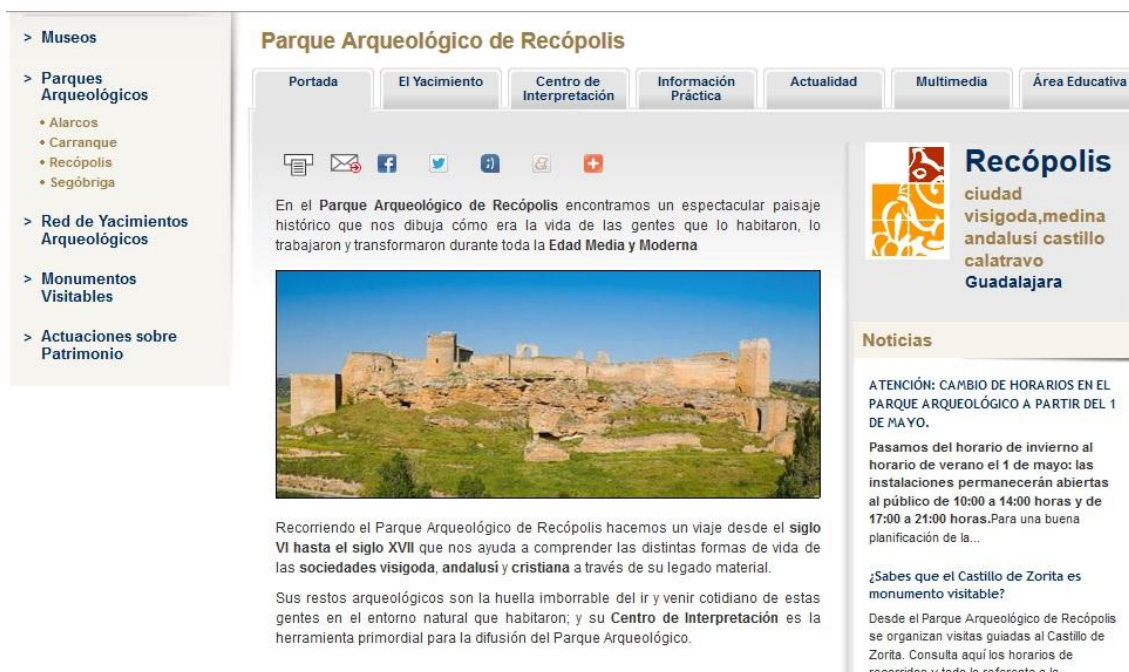 > Museos
> Parques
Arqueológicos
• Alarcos
• Carranque
• Recópolis
• Segóbriga
> Red de Yacimientos
Arqueológicos
> Monumentos
Visitables
> Actuaciones sobre
Patrimonio
Parque Arqueológico de Recópolis
Portada
El Yacimiento
Centro de
Interpretación
Información
Práctica
Actualidad
Multimedia
Área Educativa
En el Parque Arqueológico de Recópolis encontramos un espectacular paisaje
histórico que nos dibuja cómo era la vida de las gentes que lo habitaron, lo
trabajaron y transformaron durante toda la Edad Media y Moderna
Recorriendo el Parque Arqueológico de Recópolis hacemos un viaje desde el siglo
VI hasta el siglo XVII que nos ayuda a comprender las distintas formas de vida de
las sociedades visigoda, andalusí y cristiana a través de su legado material.
Sus restos arqueológicos son la huella imborrable del ir y venir cotidiano de estas
gentes en el entorno natural que habitaron; y su Centro de Interpretación es la
herramienta primordial para la difusión del Parque Arqueológico.
Recópolis
ciudad
visigoda,medina
andalusí castillo
calatravo
Guadalajara
Noticias
ATENCIÓN: CAMBIO DE HORARIOS EN EL
PARQUE ARQUEOLÓGICO A PARTIR DEL 1
DE MAYO.
Pasamos del horario de invierno al
horario de verano el 1 de mayo: las
instalaciones permanecerán abiertas
al público de 10:00 a 14:00 horas y de
17:00 a 21:00 horas.Para una buena
planificación de la...
¿Sabes que el Castillo de Zorita es
monumento visitable?
Desde el Parque Arqueológico de Recópolis
se organizan visitas guiadas al Castillo de
Zorita. Consulta aquí los horarios de